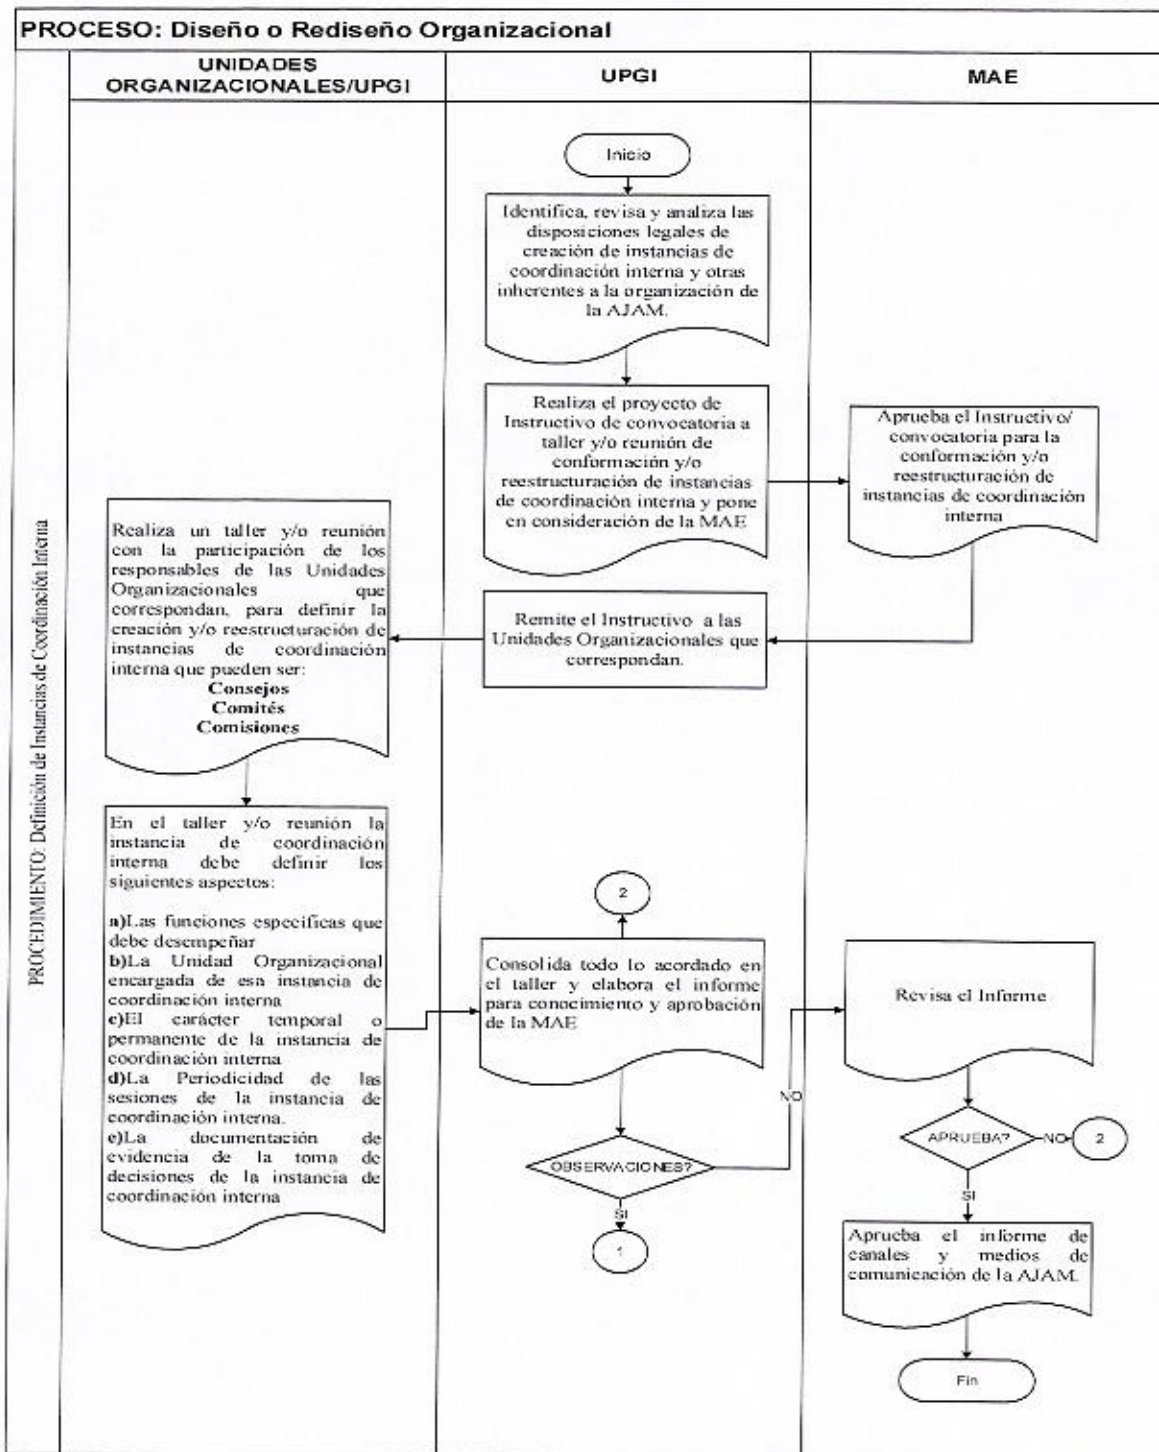 PROCESO: Diseño o Rediseño Organizacional
UNIDADES
ORGANIZACIONALES/UPGI
UPGI
MAE
PROCEDIMIENTO: Definición de Instancias de Coordinación Interna
Inicio
Identifica, revisa y analiza las
disposiciones legales de
creación de instancias de
coordinación interna y otras
inherentes a la organización de
la AJAM.
Realiza el proyecto de
Instructivo de convocatoria a
taller y/o reunión de
conformación y/o
reestructuración de instancias
de coordinación interna y pone
en consideración de la MAE
Aprueba el Instructivo/
convocatoria para la
conformación y/o
reestructuración de
instancias de coordinación
interna
Remite el Instructivo a las
Unidades Organizacionales que
correspondan.
Realiza un taller y/o reunión
con la participación de los
responsables de las Unidades
Organizacionales que
correspondan, para definir la
creación y/o reestructuración de
instancias de coordinación
interna que pueden ser:
Consejos
Comités
Comisiones
En el taller y/o reunión la
instancia de coordinación
interna debe definir los
siguientes aspectos:
a)Las funciones específicas que
debe desempeñar
b)La Unidad Organizacional
encargada de esa instancia de
coordinación interna
c)El carácter temporal o
permanente de la instancia de
coordinación interna
d)La Periodicidad de las
sesiones de la instancia de
coordinación interna.
e)La documentación de
evidencia de la toma de
decisiones de la instancia de
coordinación interna
2
Consolida todo lo acordado en
el taller y elabora el informe
para conocimiento y aprobación
de la MAE
OBSERVACIONES?
NO
SI
1
Revisa el Informe
APRUEBA?
NO
2
SI
Aprueba el informe de
canales y medios de
comunicación de la AJAM.
Fin